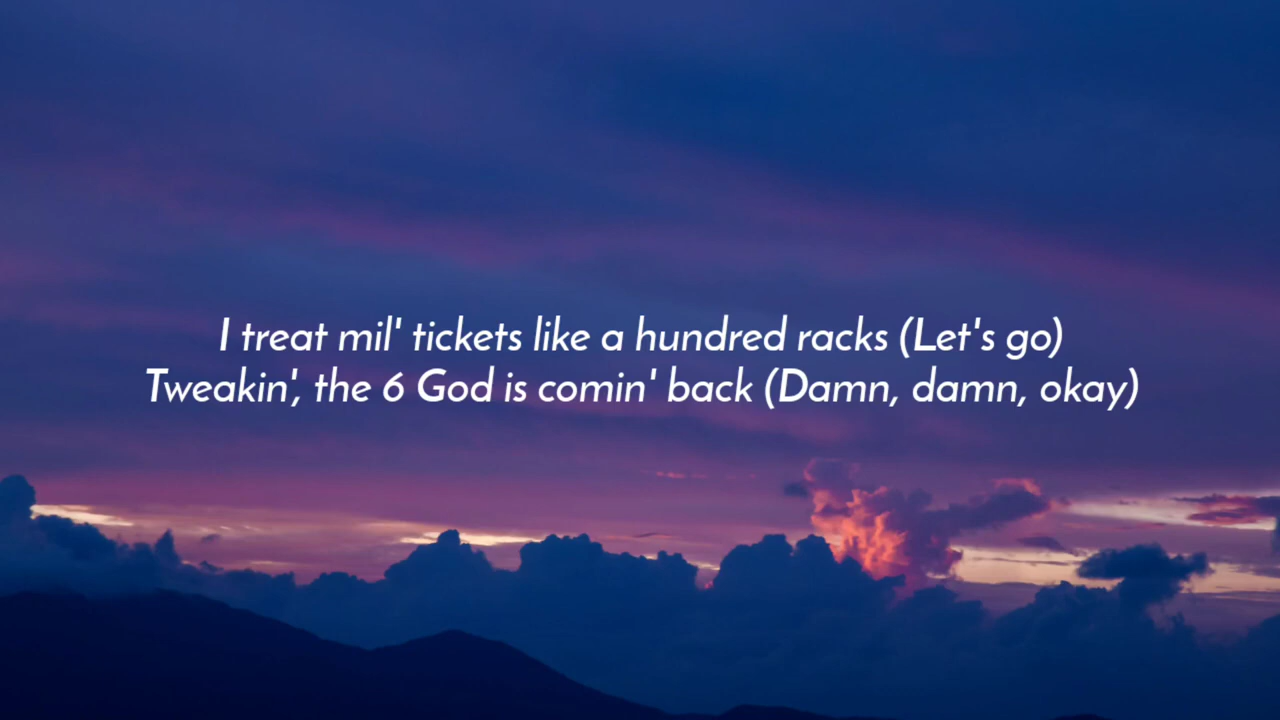 I treat mil' tickets like a hundred racks (Let's go)
Tweakin', the 6 God is comin' back (Damn, damn, okay)